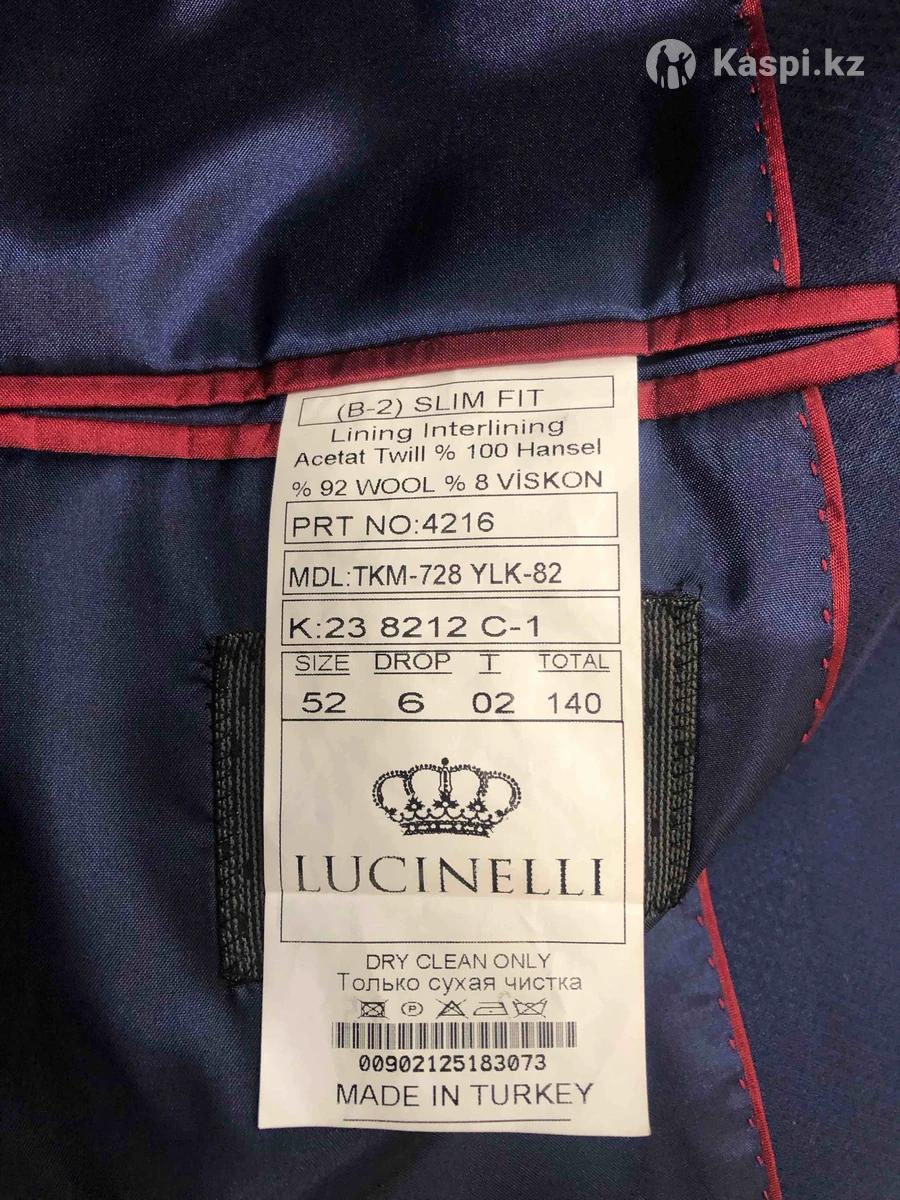 Kaspi.kz
(B-2) SLIM FIT
Lining Interlining
Acetat Twill % 100 Hansel
% 92 WOOL % 8 VİSKON
PRT NO:4216
MDL:TKM-728 YLK-82
K:23 8212 C-1
SIZE DROP T TOTAL
52 6 02 140
LUCINELLI
DRY CLEAN ONLY
Только сухая чистка
P
00902125183073
MADE IN TURKEY